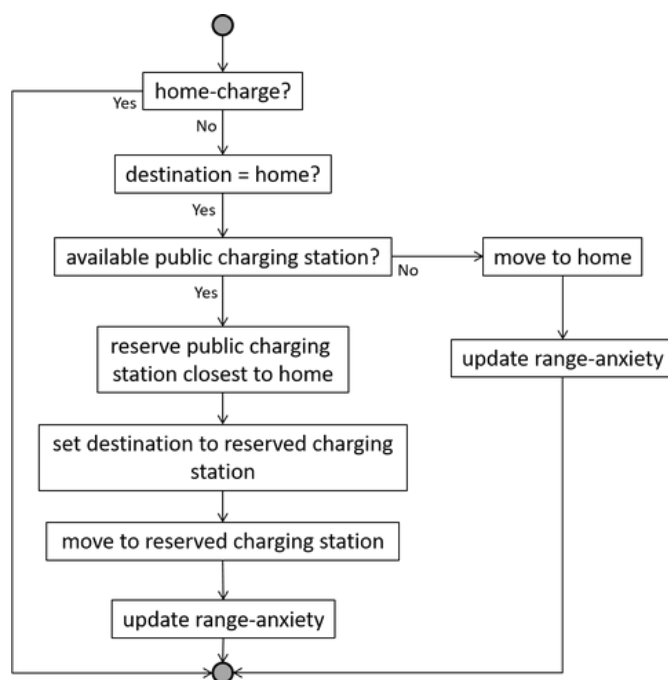 home-charge?
Yes
No
destination = home?
Yes
available public charging station?
No
move to home
Yes
reserve public charging
station closest to home
update range-anxiety
set destination to reserved charging
station
move to reserved charging station
update range-anxiety